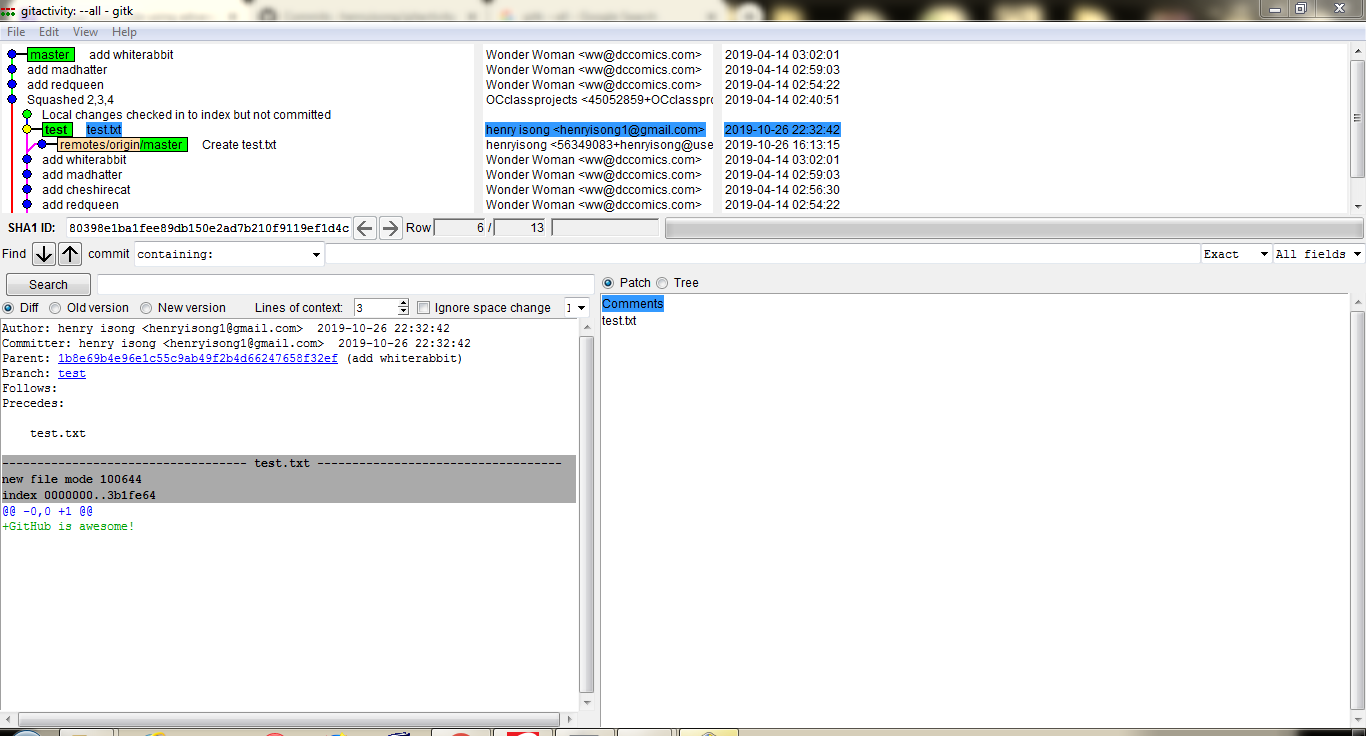 gitactivity: --all - gitk
File Edit View Help
master add whiterabbit Wonder Woman <ww@dccomics.com> 2019-04-14 03:02:01
add madhatter Wonder Woman <ww@dccomics.com> 2019-04-14 02:59:03
add redqueen Wonder Woman <ww@dccomics.com> 2019-04-14 02:54:22
Squashed 2,3,4 OCclassprojects <45052859+OCclasspro 2019-04-14 02:40:51
Local changes checked in to index but not committed
test test.txt henry isong <henryisong1@gmail.com> 2019-10-26 22:32:42
remotes/origin/master Create test.txt henryisong <56349083+henryisong@use 2019-10-26 16:13:15
add whiterabbit Wonder Woman <ww@dccomics.com> 2019-04-14 03:02:01
add madhatter Wonder Woman <ww@dccomics.com> 2019-04-14 02:59:03
add cheshirecat Wonder Woman <ww@dccomics.com> 2019-04-14 02:56:30
add redqueen Wonder Woman <ww@dccomics.com> 2019-04-14 02:54:22
SHA1 ID: 80398e1ba1fee89db150e2ad7b210f9119ef1d4c Row 6 / 13
Find commit containing: Exact All fields
Search
Patch Tree
Diff Old version New version Lines of context: 3 Ignore space change
Comments
test.txt
Author: henry isong <henryisong1@gmail.com> 2019-10-26 22:32:42
Committer: henry isong <henryisong1@gmail.com> 2019-10-26 22:32:42
Parent: 1b8e69b4e96e1c55c9ab49f2b4d66247658f32ef (add whiterabbit)
Branch: test
Follows:
Precedes:
test.txt
----------------------------------- test.txt -----------------------------------
new file mode 100644
index 0000000..3b1fe64
@@ -0,0 +1 @@
+GitHub is awesome!